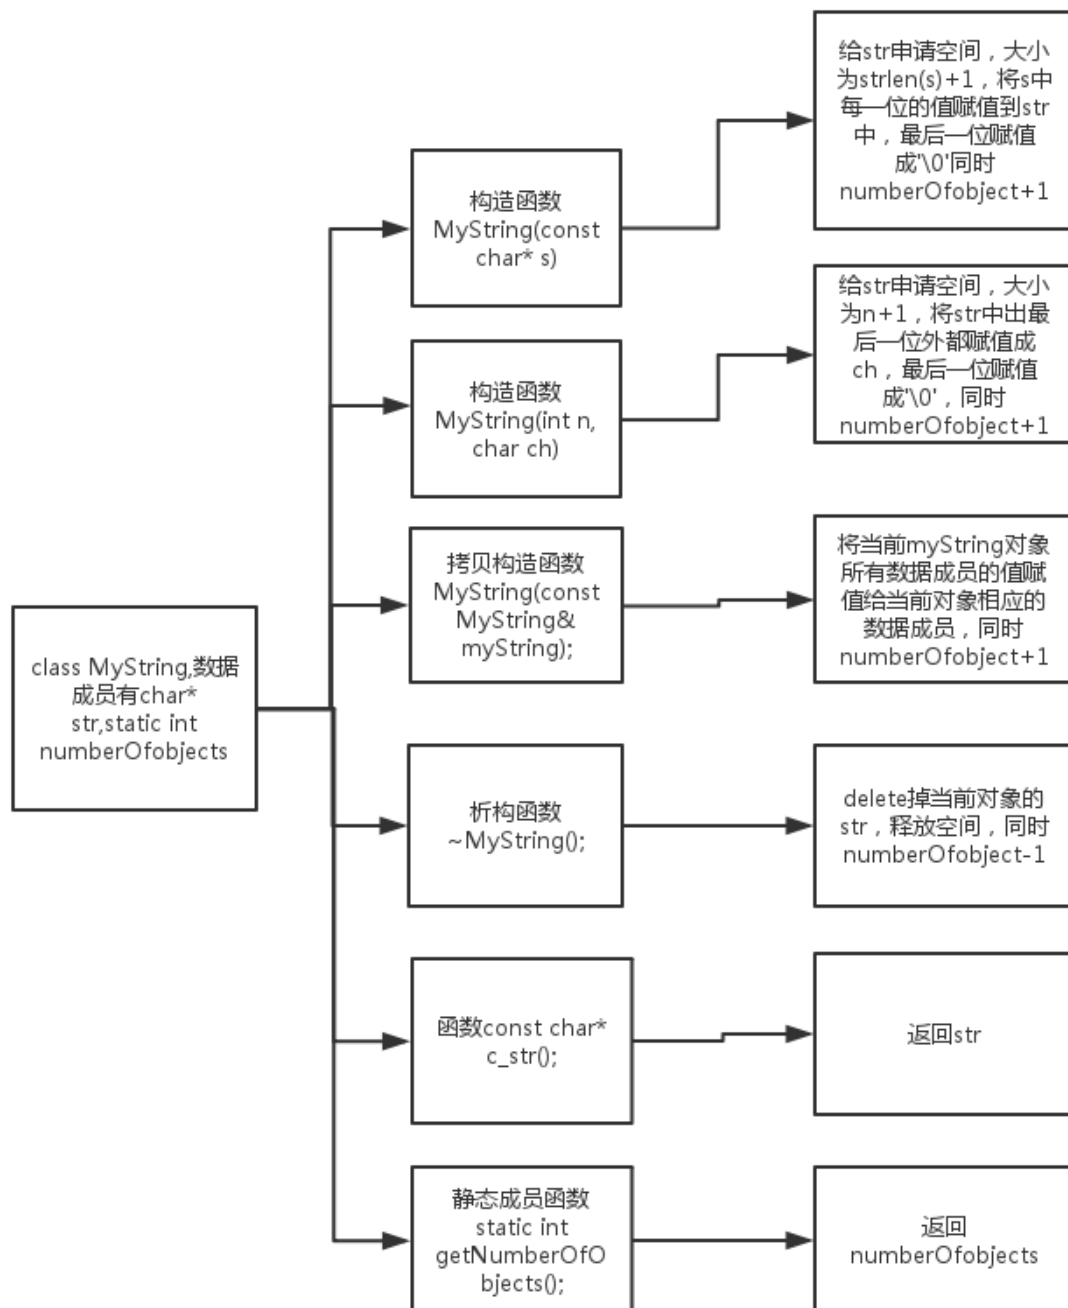 class MyString,数据
成员有char*
str,static int
numberOfobjects
构造函数
MyString(const
char* s)
给str申请空间，大小
为strlen(s)+1，将s中
每一位的值赋值到str
中，最后一位赋值
成'\0'同时
numberOfobject+1
构造函数
MyString(int n,
char ch)
给str申请空间，大小
为n+1，将str中出最
后一位外都赋值成
ch，最后一位赋值
成'\0'，同时
numberOfobject+1
拷贝构造函数
MyString(const
MyString&
myString);
将当前myString对象
所有数据成员的值赋
值给当前对象相应的
数据成员，同时
numberOfobject+1
析构函数
~MyString();
delete掉当前对象的
str，释放空间，同时
numberOfobject-1
函数const char*
c_str();
返回str
静态成员函数
static int
getNumberOfO
bjects();
返回
numberOfobjects